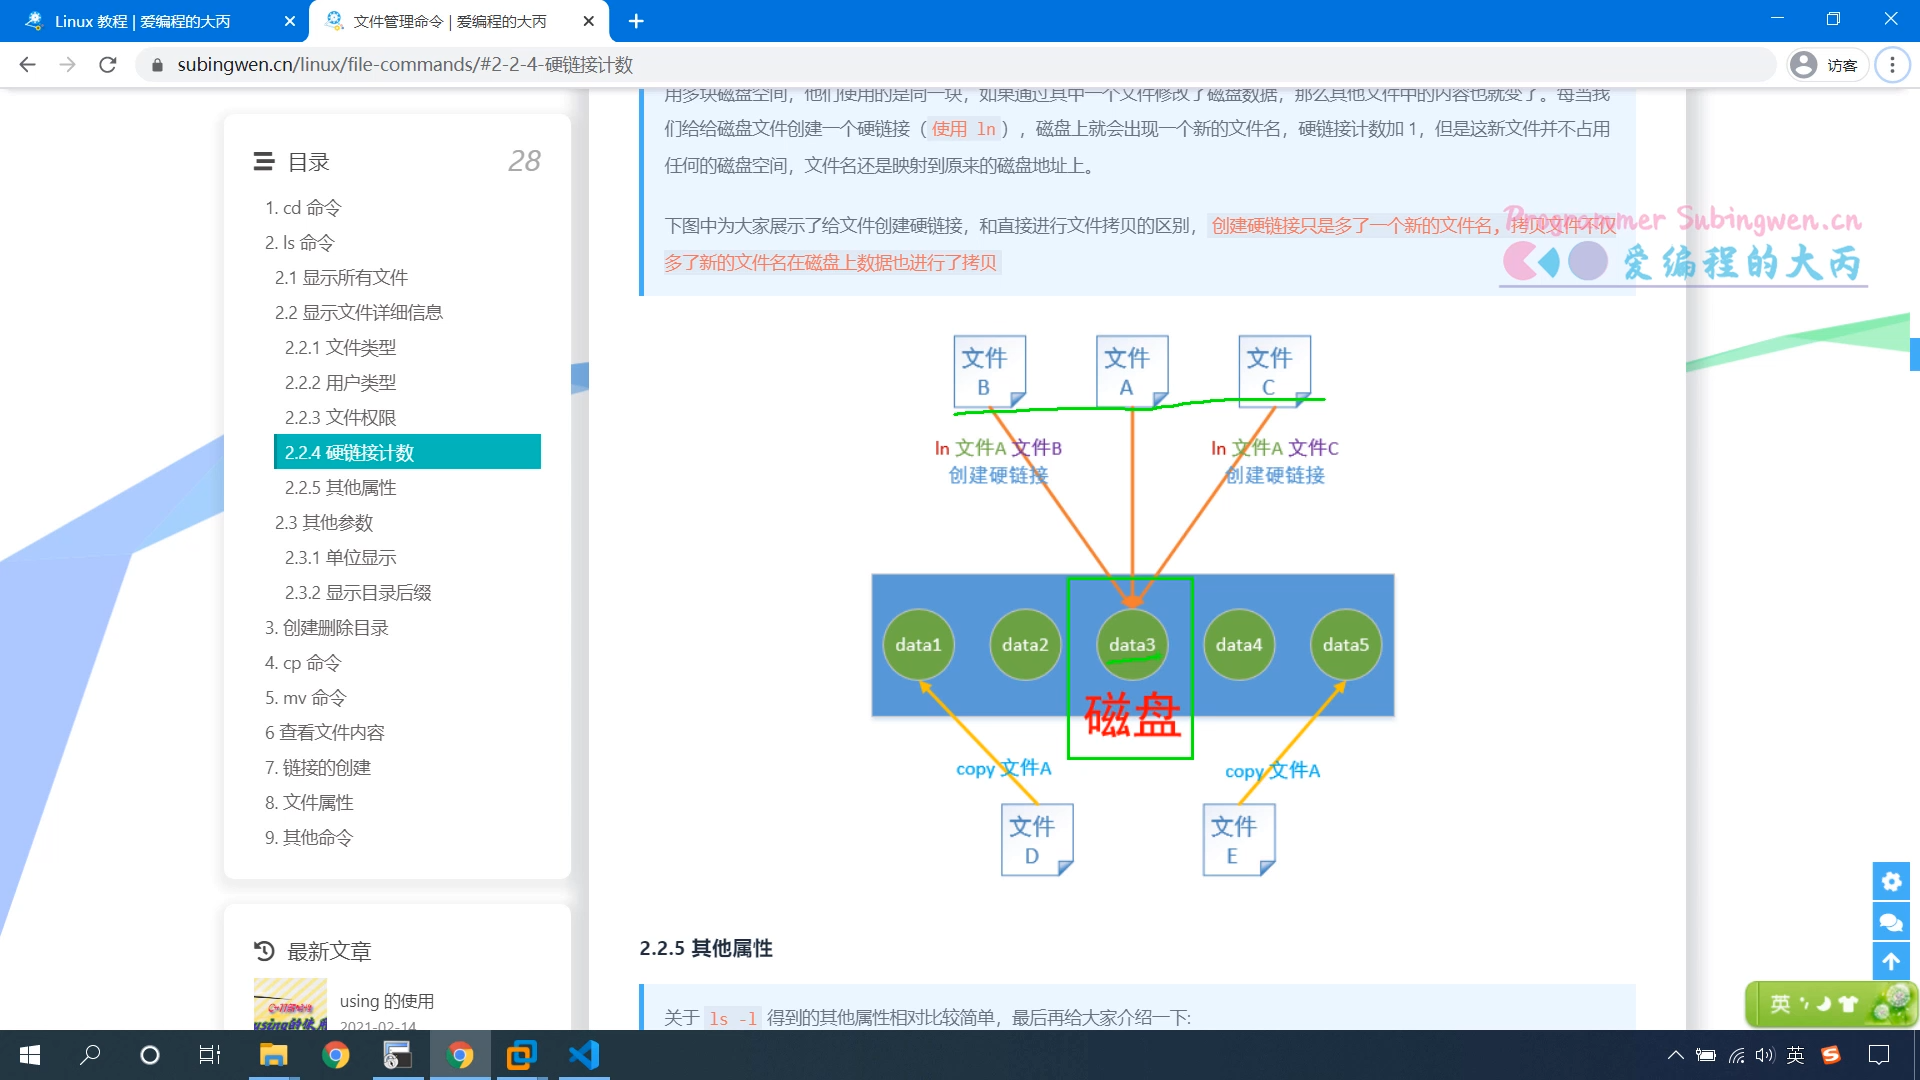 Linux 教程 | 爱编程的大丙
文件管理命令 | 爱编程的大丙
subingwen.cn/linux/file-commands/#2-2-4-硬链接计数
访客
目录
28
1. cd 命令
2. ls 命令
2.1 显示所有文件
2.2 显示文件详细信息
2.2.1 文件类型
2.2.2 用户类型
2.2.3 文件权限
2.2.4 硬链接计数
2.2.5 其他属性
2.3 其他参数
2.3.1 单位显示
2.3.2 显示目录后缀
3. 创建删除目录
4. cp 命令
5. mv 命令
6 查看文件内容
7. 链接的创建
8. 文件属性
9. 其他命令
最新文章
using 的使用
2021-02-14
用多块磁盘空间，他们使用的是同一块，如果通过其中一个文件修改了磁盘数据，那么其他文件中的内容也就变了。每当我
们给给磁盘文件创建一个硬链接（使用 ln），磁盘上就会出现一个新的文件名，硬链接计数加 1，但是这新文件并不占用
任何的磁盘空间，文件名还是映射到原来的磁盘地址上。
下图中为大家展示了给文件创建硬链接，和直接进行文件拷贝的区别，创建硬链接只是多了一个新的文件名，拷贝文件不仅
多了新的文件名在磁盘上数据也进行了拷贝
Programmer Subingwen.cn
爱编程的大丙
文件
B
文件
A
文件
C
ln 文件A 文件B
创建硬链接
ln 文件A 文件C
创建硬链接
data1
data2
data3
data4
data5
磁盘
copy 文件A
copy 文件A
文件
D
文件
E
2.2.5 其他属性
关于 ls -l 得到的其他属性相对比较简单，最后再给大家介绍一下:
英
英